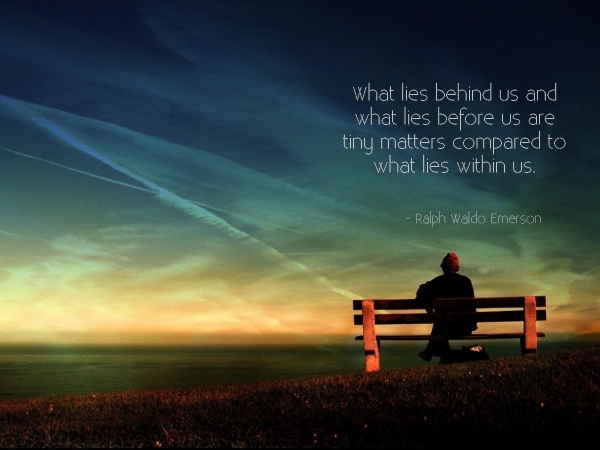 What lies behind us and
what lies before us are
tiny matters compared to
what lies within us.
- Ralph Waldo Emerson